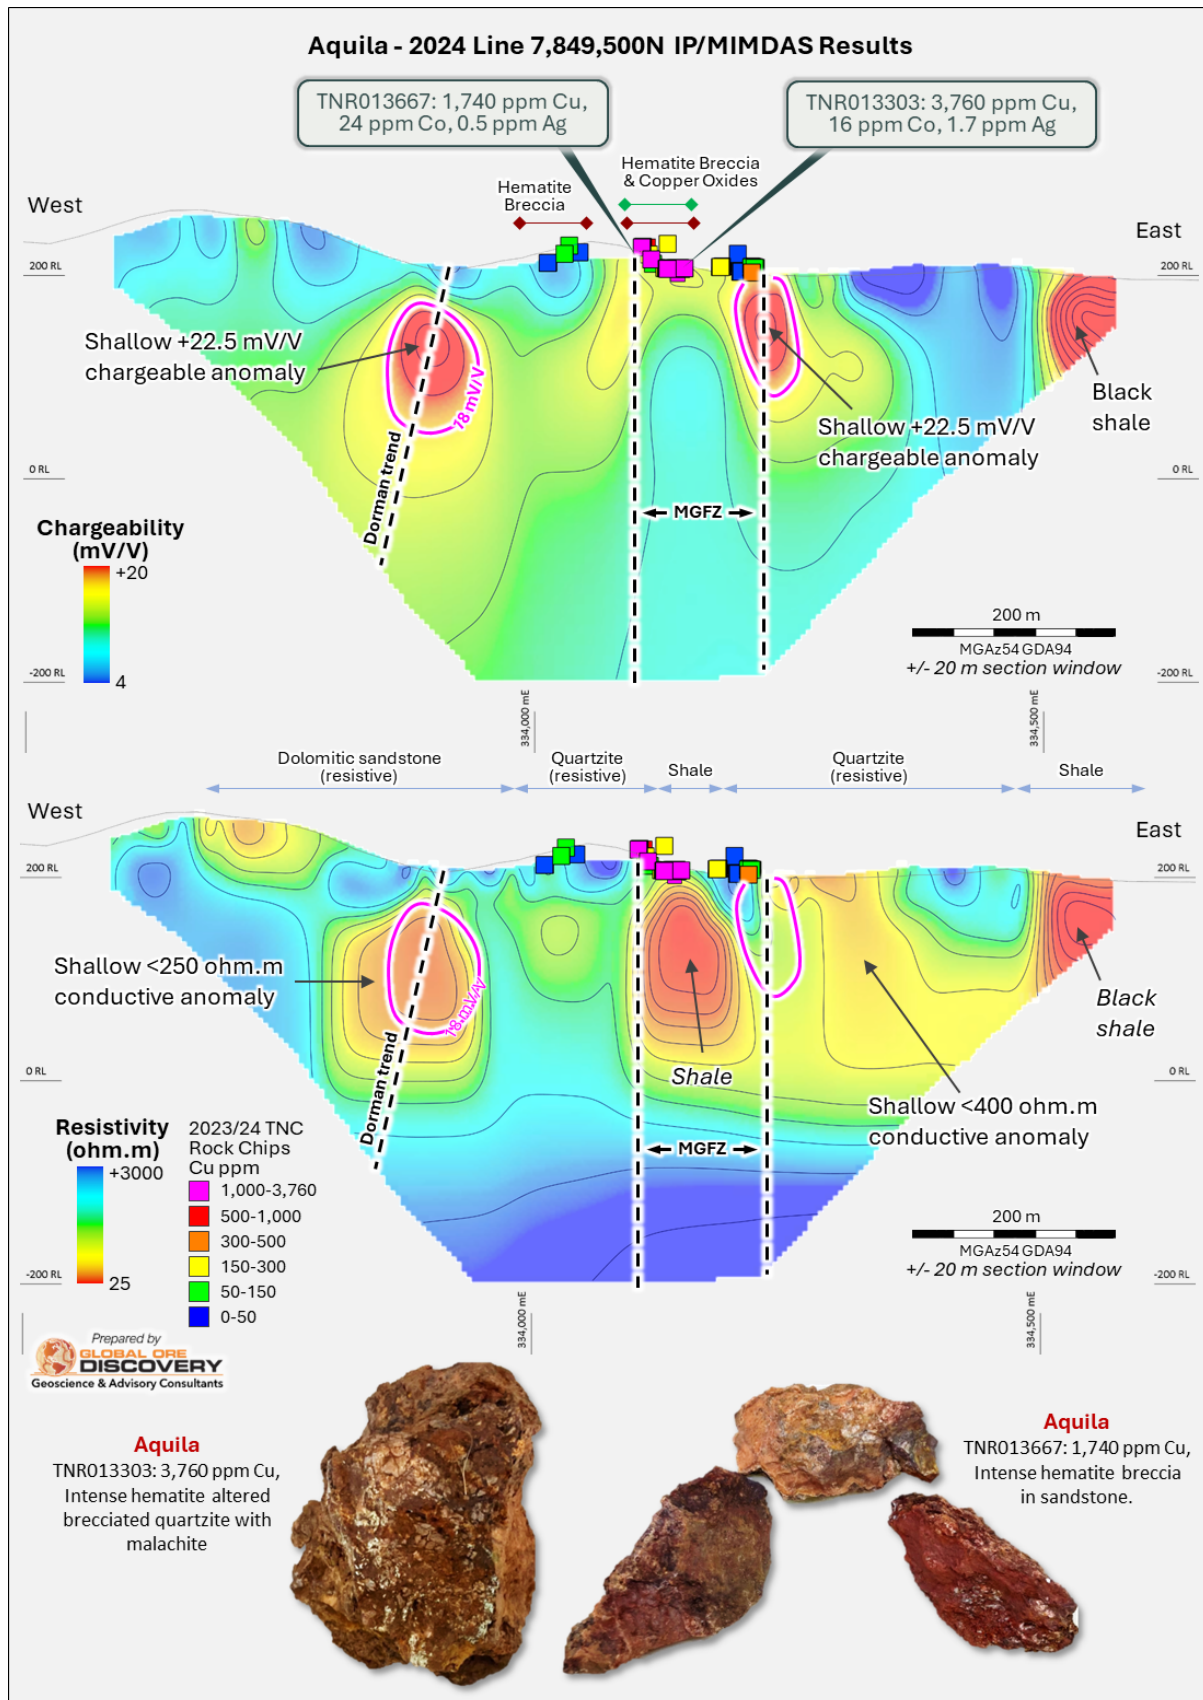 Aquila - 2024 Line 7,849,500N IP/MIMDAS Results
TNR013667: 1,740 ppm Cu,
24 ppm Co, 0.5 ppm Ag
TNR013303: 3,760 ppm Cu,
16 ppm Co, 1.7 ppm Ag
Hematite
Breccia
Hematite Breccia
& Copper Oxides
West
East
200 RL
200 RL
Shallow +22.5 mV/V
chargeable anomaly
18 mV/V
Black
shale
Shallow +22.5 mV/V
chargeable anomaly
0 RL
0 RL
Dorman trend
MGFZ
Chargeability
(mV/V)
+20
4
200 m
MGAz54 GDA94
+/- 20 m section window
-200 RL
-200 RL
334,000 mE
334,500 mE
Dolomitic sandstone
(resistive)
Quartzite
(resistive)
Shale
Quartzite
(resistive)
Shale
West
East
200 RL
200 RL
Shallow <250 ohm.m
conductive anomaly
18 mV/V
Black
shale
Shale
0 RL
0 RL
Shallow <400 ohm.m
conductive anomaly
Dorman trend
MGFZ
Resistivity
(ohm.m)
+3000
25
2023/24 TNC
Rock Chips
Cu ppm
1,000-3,760
500-1,000
300-500
150-300
50-150
0-50
200 m
MGAz54 GDA94
+/- 20 m section window
-200 RL
-200 RL
334,000 mE
334,500 mE
Prepared by
GLOBAL ORE
DISCOVERY
Geoscience & Advisory Consultants
Aquila
TNR013303: 3,760 ppm Cu,
Intense hematite altered
brecciated quartzite with
malachite
Aquila
TNR013667: 1,740 ppm Cu,
Intense hematite breccia
in sandstone.